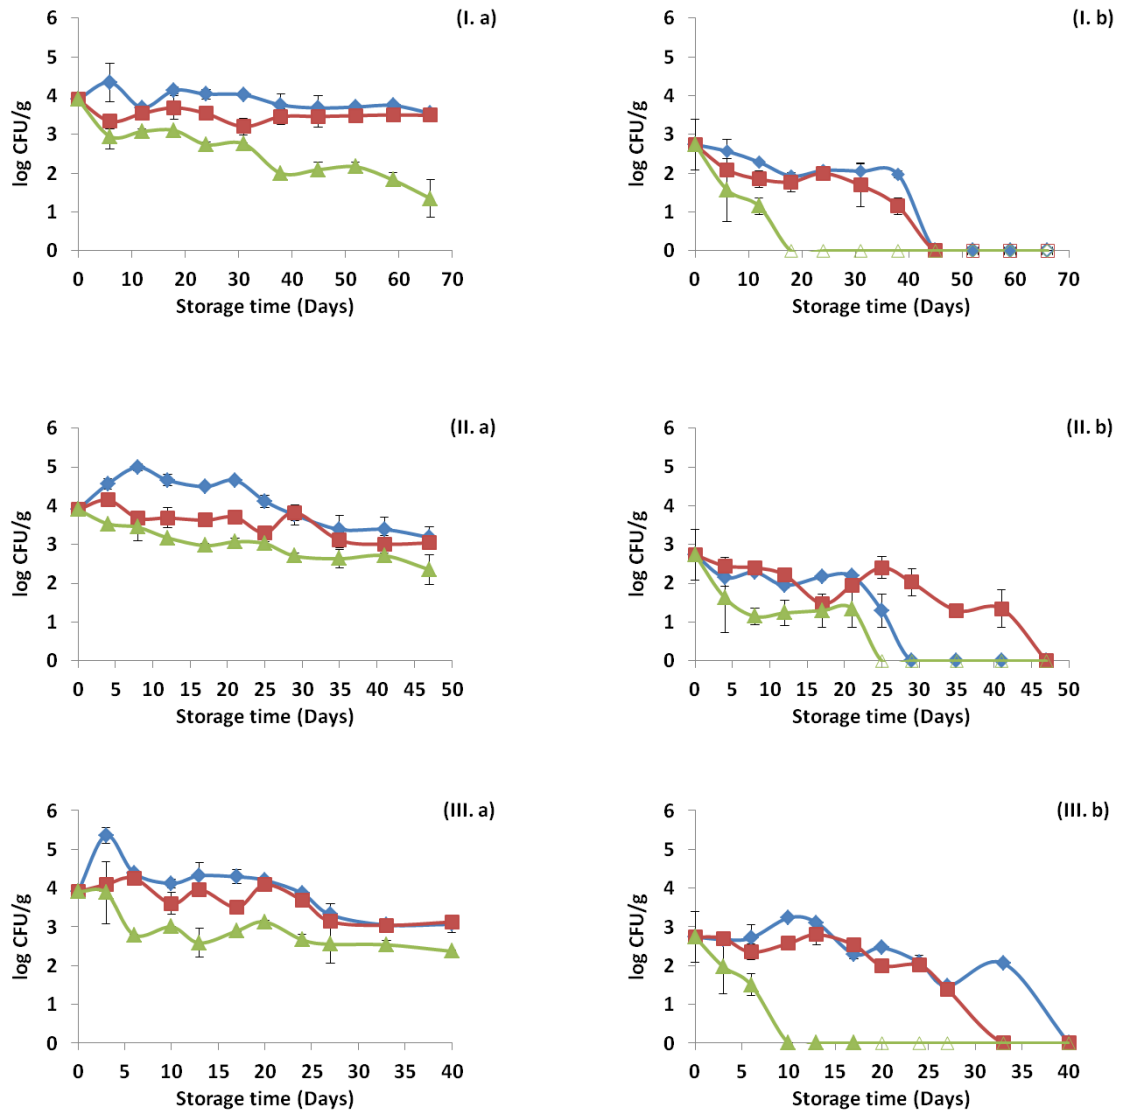 (I. a)
6
5
4
3
2
1
0
log CFU/g
0 10 20 30 40 50 60 70
Storage time (Days)
(I. b)
6
5
4
3
2
1
0
log CFU/g
0 10 20 30 40 50 60 70
Storage time (Days)
(II. a)
6
5
4
3
2
1
0
log CFU/g
0 5 10 15 20 25 30 35 40 45 50
Storage time (Days)
(II. b)
6
5
4
3
2
1
0
log CFU/g
0 5 10 15 20 25 30 35 40 45 50
Storage time (Days)
(III. a)
6
5
4
3
2
1
0
log CFU/g
0 5 10 15 20 25 30 35 40
Storage time (Days)
(III. b)
6
5
4
3
2
1
0
log CFU/g
0 5 10 15 20 25 30 35 40
Storage time (Days)